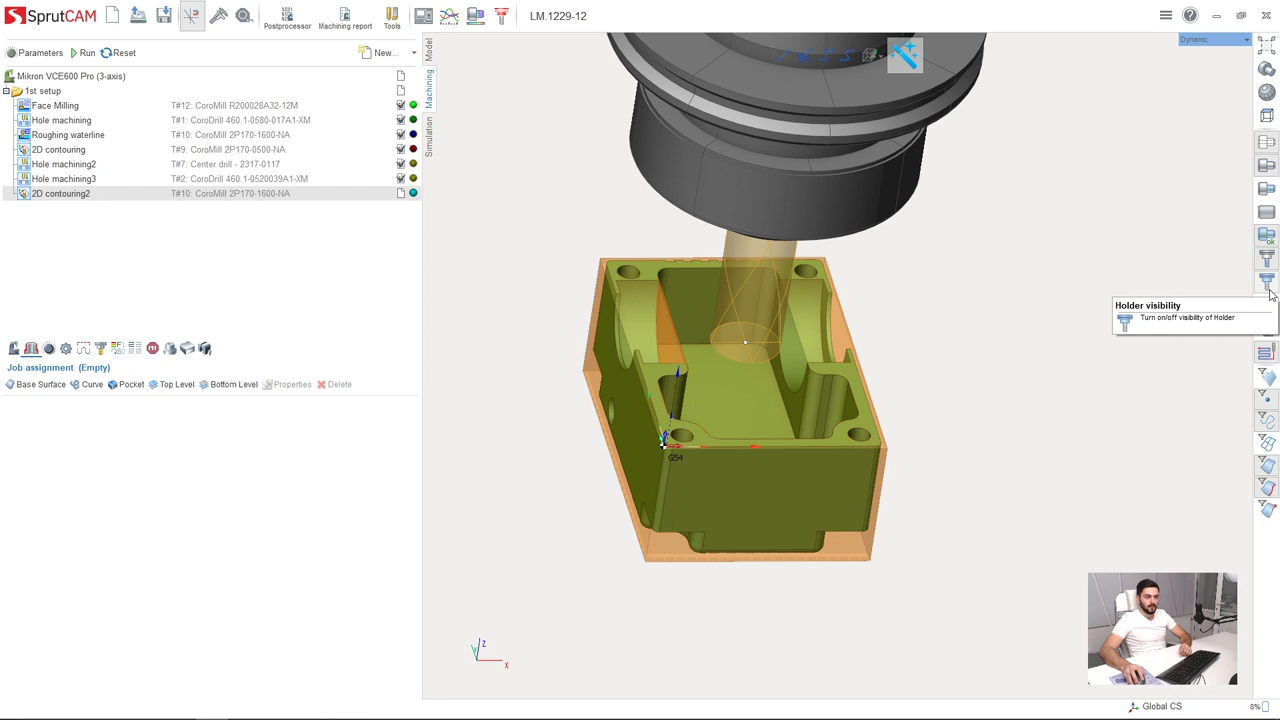 SprutCAM
Postprocessor
Machining report
Tools
LM.1229-12
Parameters
Run
Reset
New...
Dynamic
Model
Machining
Simulation
Mikron VCE600 Pro (3-axis)
1st setup
Face Milling T#12: CoroMill R200028A32-12M
Hole machining T#1: CoroDrill 460.1-0580-017A1-XM
Roughing waterline T#10: CoroMill 2P170-1600-NA
2D contouring T#9: CoroMill 2P170-0500-NA
Hole machining2 T#7: Center drill - 2317-0117
Hole machining3 T#2: CoroDrill 460.1-0520039A1-XM
2D contouring2 T#10: CoroMill 2P170-1600-NA
Job assignment (Empty)
Base Surface
Curve
Pocket
Top Level
Bottom Level
Properties
Delete
Holder visibility
Turn on/off visibility of Holder
G54
Z
Y
X
Global CS
8%